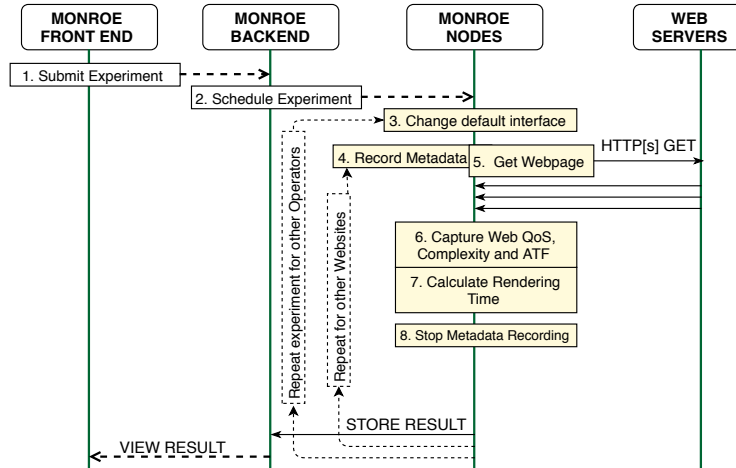 MONROE
FRONT END
MONROE
BACKEND
MONROE
NODES
WEB
SERVERS
1. Submit Experiment
2. Schedule Experiment
3. Change default interface
4. Record Metadata
5. Get Webpage
HTTP[s] GET
Repeat experiment for other Operators
Repeat for other Websites
6. Capture Web QoS,
Complexity and ATF
7. Calculate Rendering
Time
8. Stop Metadata Recording
STORE RESULT
VIEW RESULT